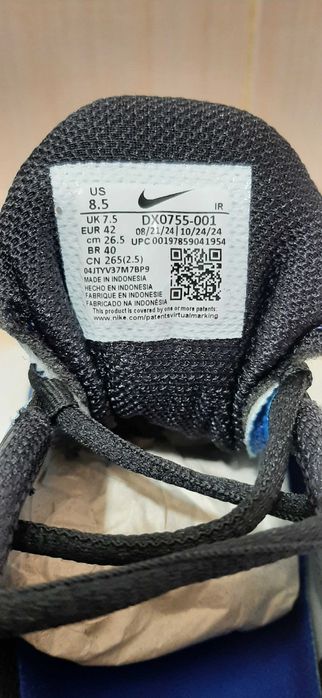 US
8.5
IR
UK 7.5 DX0755-001
EUR 42 08/21/24 10/24/24
cm 26.5 UPC 00197859041954
BR 40
CN 265(2.5)
04JTYV37M7BP9
MADE IN INDONESIA
HECHO EN INDONESIA
FABRIQUE EN INDONESIE
FABRICADO NA INDONÉSIA
This product is covered by one or more patents:
www.nike.com/patentsvirtualmarking